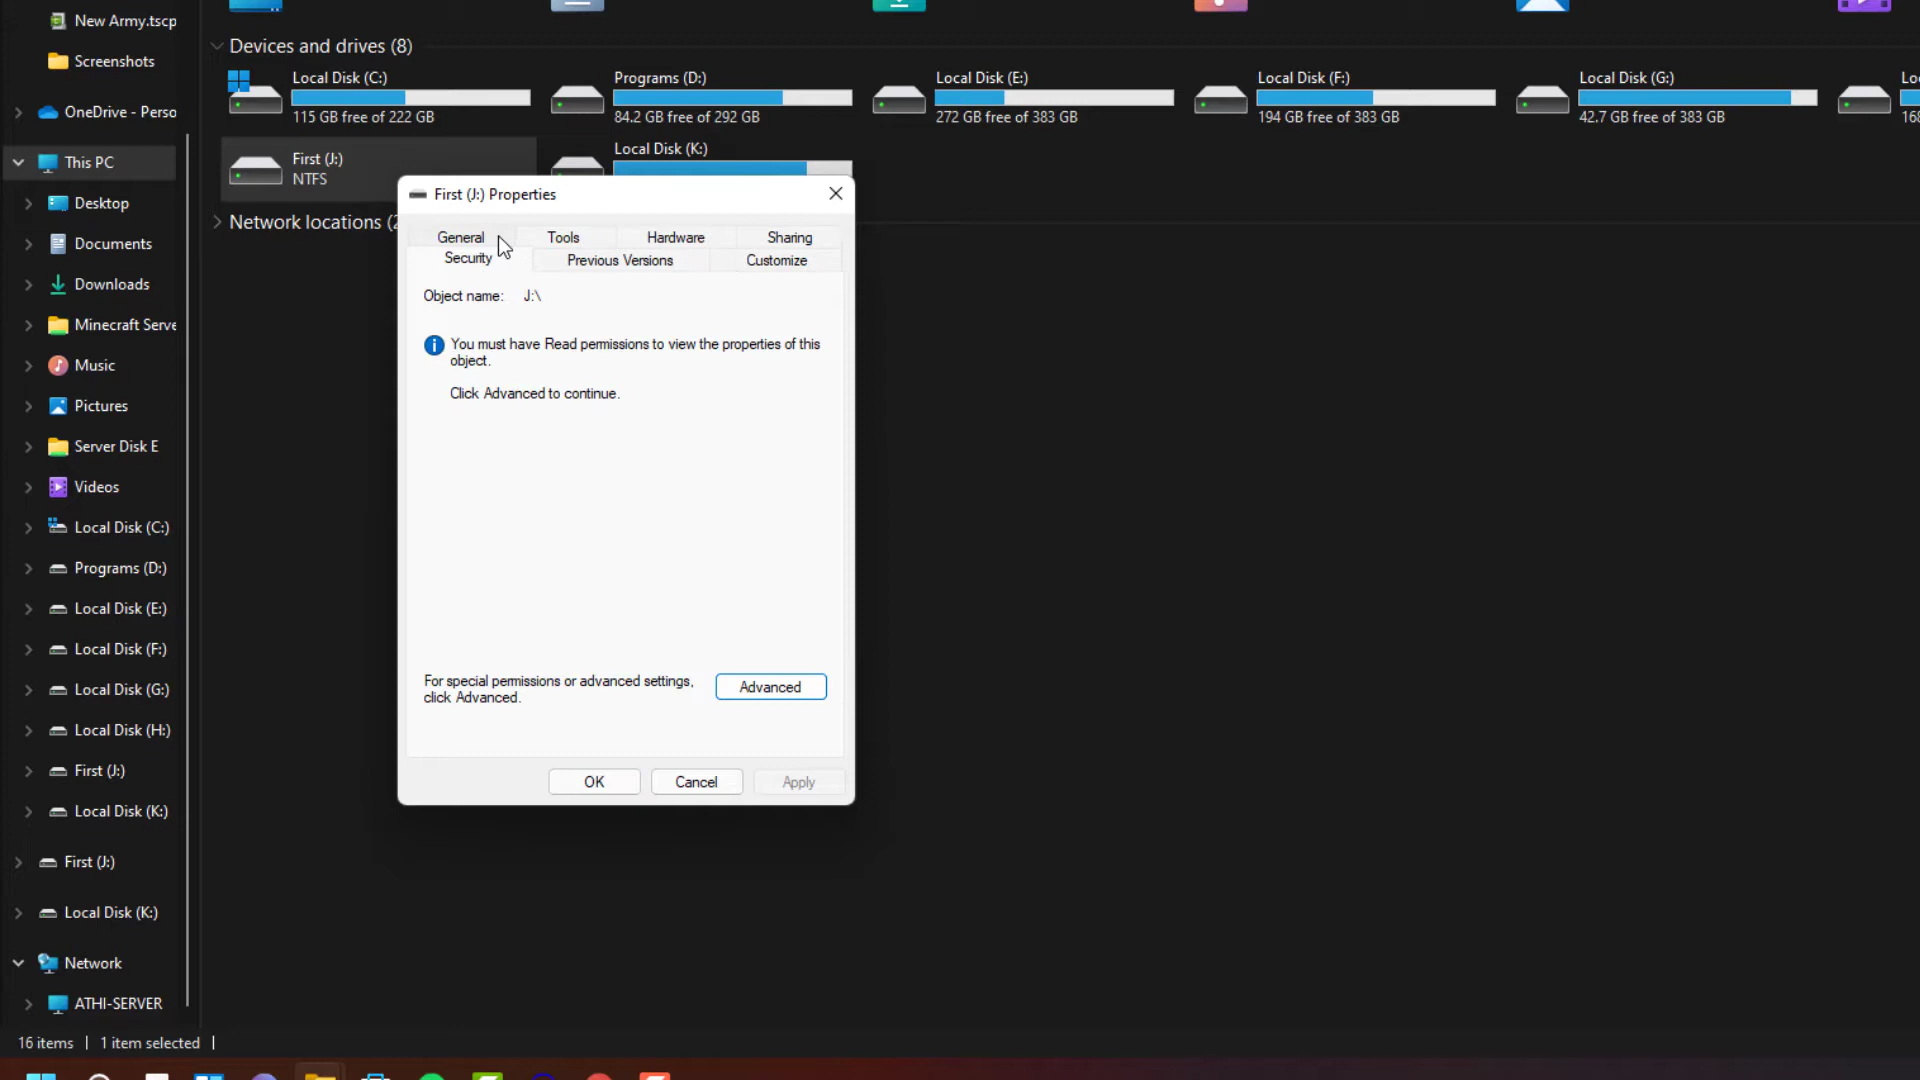 New Army.tscp
Screenshots
OneDrive - Perso
This PC
Desktop
Documents
Downloads
Minecraft Serve
Music
Pictures
Server Disk E
Videos
Local Disk (C:)
Programs (D:)
Local Disk (E:)
Local Disk (F:)
Local Disk (G:)
Local Disk (H:)
First (J:)
Local Disk (K:)
First (J:)
Local Disk (K:)
Network
ATHI-SERVER
Devices and drives (8)
Local Disk (C:)
115 GB free of 222 GB
Programs (D:)
84.2 GB free of 292 GB
Local Disk (E:)
272 GB free of 383 GB
Local Disk (F:)
194 GB free of 383 GB
Local Disk (G:)
42.7 GB free of 383 GB
Lo
168
First (J:)
NTFS
Local Disk (K:)
Network locations (
First (J:) Properties
General Tools Hardware Sharing
Security Previous Versions Customize
Object name: J:\
You must have Read permissions to view the properties of this
object.
Click Advanced to continue.
For special permissions or advanced settings,
click Advanced.
Advanced
OK Cancel Apply
16 items 1 item selected